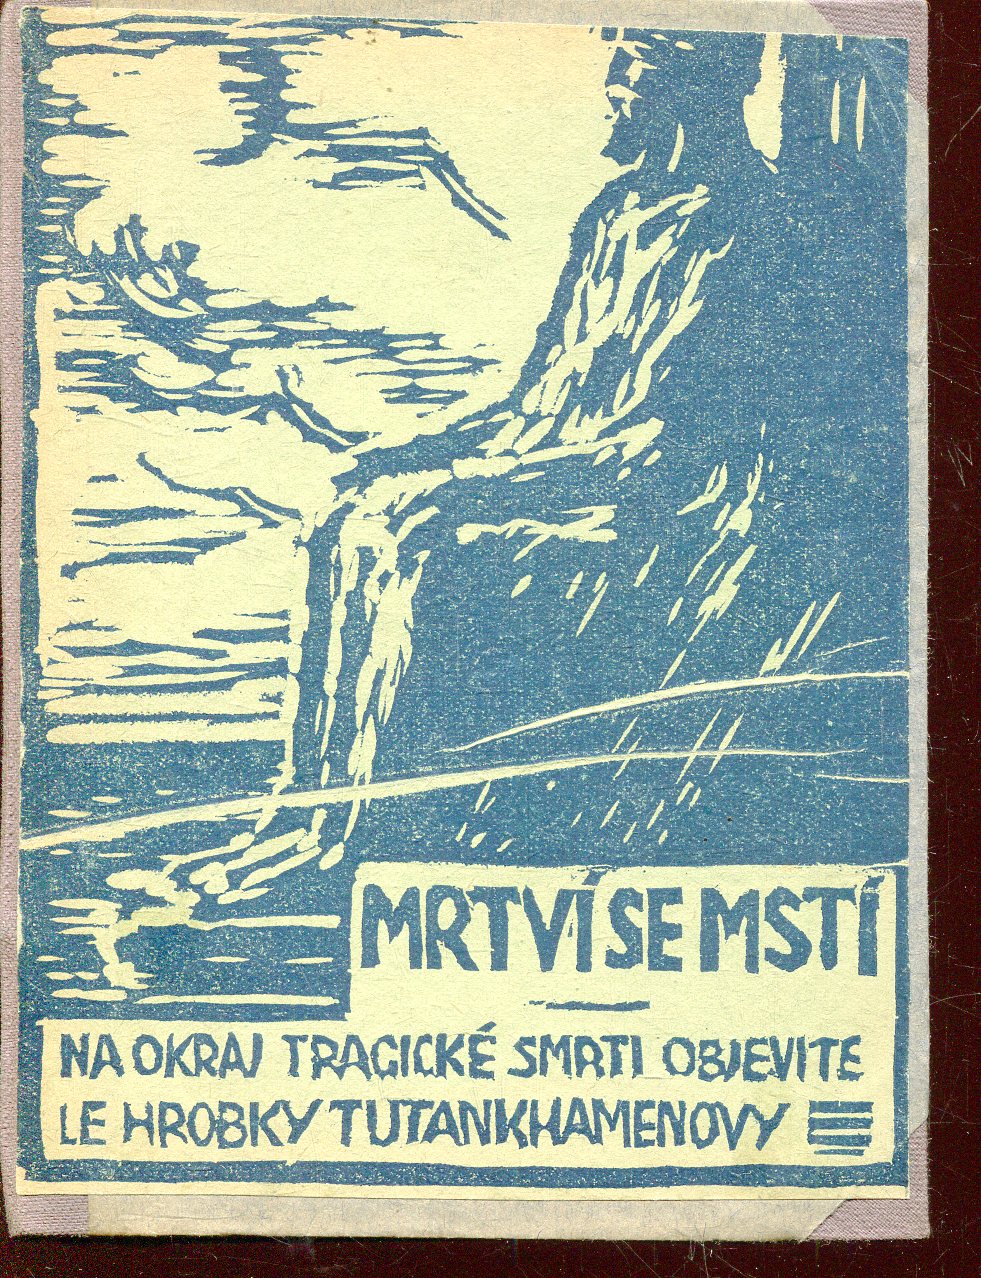 MRTVÍ SE MSTÍ
NA OKRAJ TRAGICKÉ SMRTI OBJEVITE
LE HROBKY TUTANKHAMENOVY